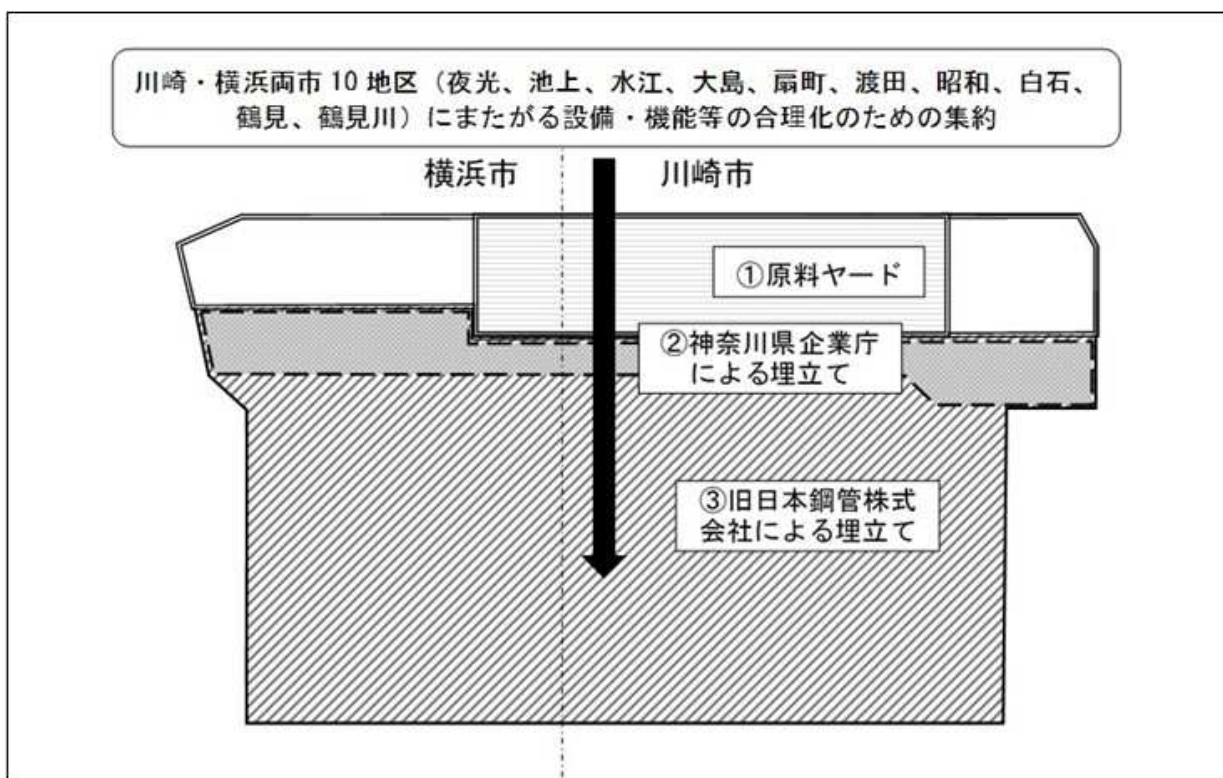 川崎・横浜両市 10 地区（夜光、池上、水江、大島、扇町、渡田、昭和、白石、
鶴見、鶴見川）にまたがる設備・機能等の合理化のための集約
横浜市 川崎市
①原料ヤード
②神奈川県企業庁
による埋立て
③旧日本鋼管株式
会社による埋立て